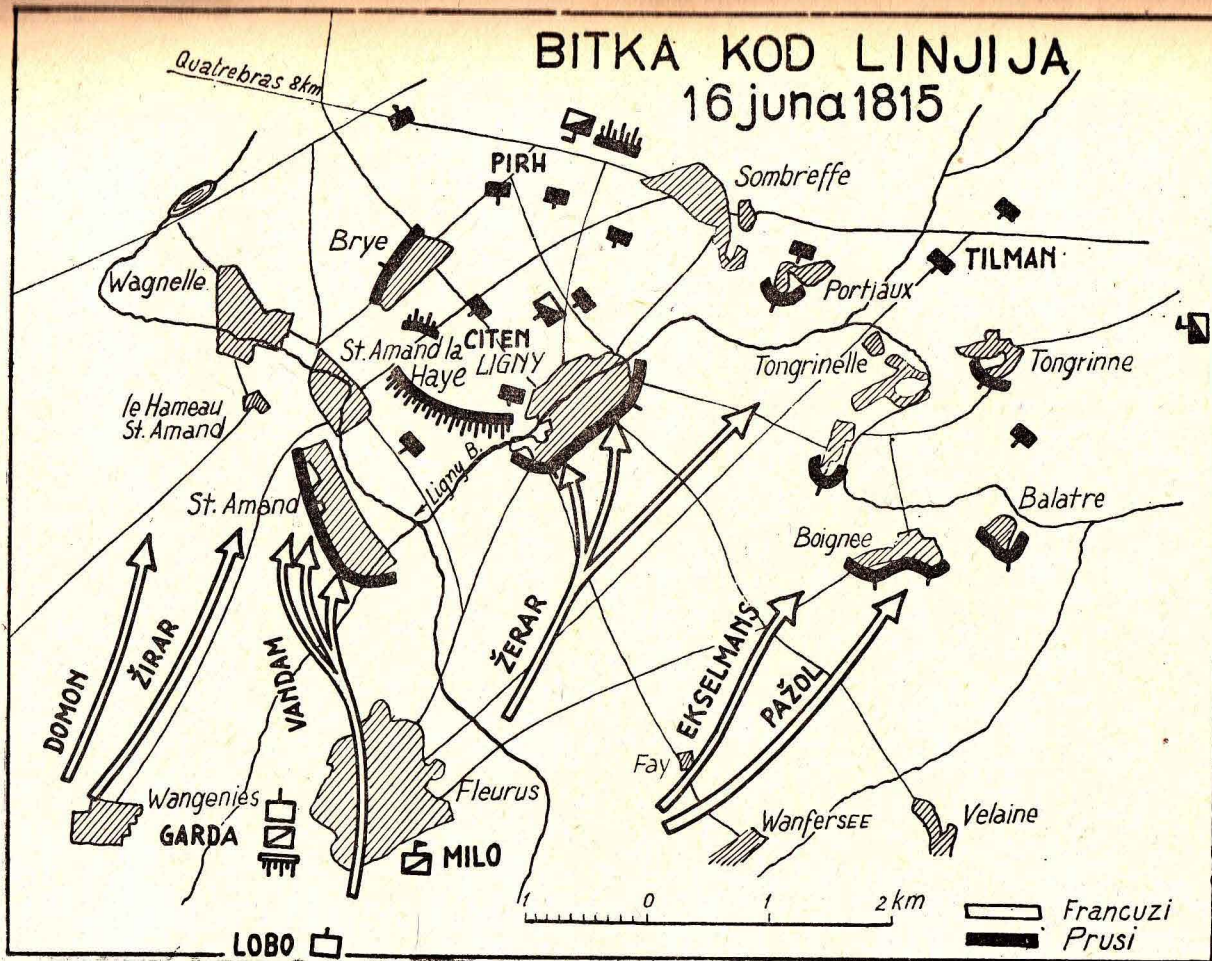 BITKA KOD LINJIJA
16 juna 1815
Quatrebras 8km
PIRH
Sombreffe
Brye
TILMAN
Wagnelle
Portiaux
CITEN
St. Amand la
Haye
LIGNY
Tongrinelle
Tongrinne
le Hameau
St. Amand
Ligny B.
St. Amand
Balatre
Boignee
DOMON
ŽIRAR
VANDAM
ŽERAR
EKSELMANS
PAŽOL
Fay
Wangenies
Fleurus
GARDA
MILO
WanferSEE
Velaine
1 0 1 2 km
Francuzi
Prusi
LOBO